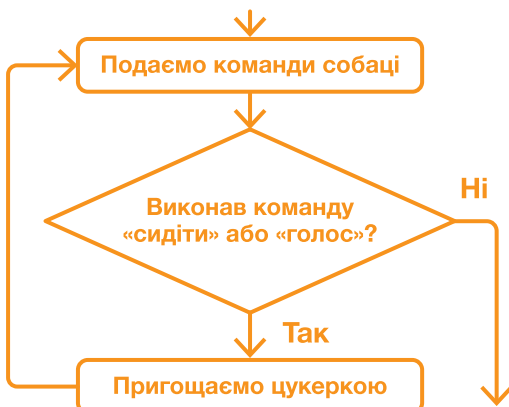 Подаємо команди собаці
Виконав команду
«сидіти» або «голос»?
Ні
Так
Пригощаємо цукеркою